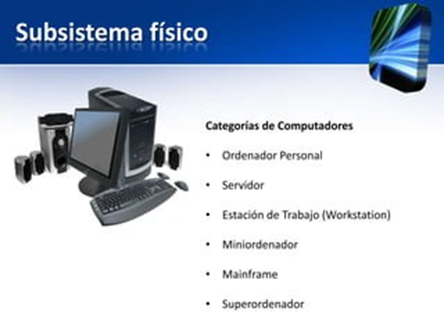 Subsistema físico
Categorías de Computadores
• Ordenador Personal
• Servidor
• Estación de Trabajo (Workstation)
• Miniordenador
• Mainframe
• Superordenador